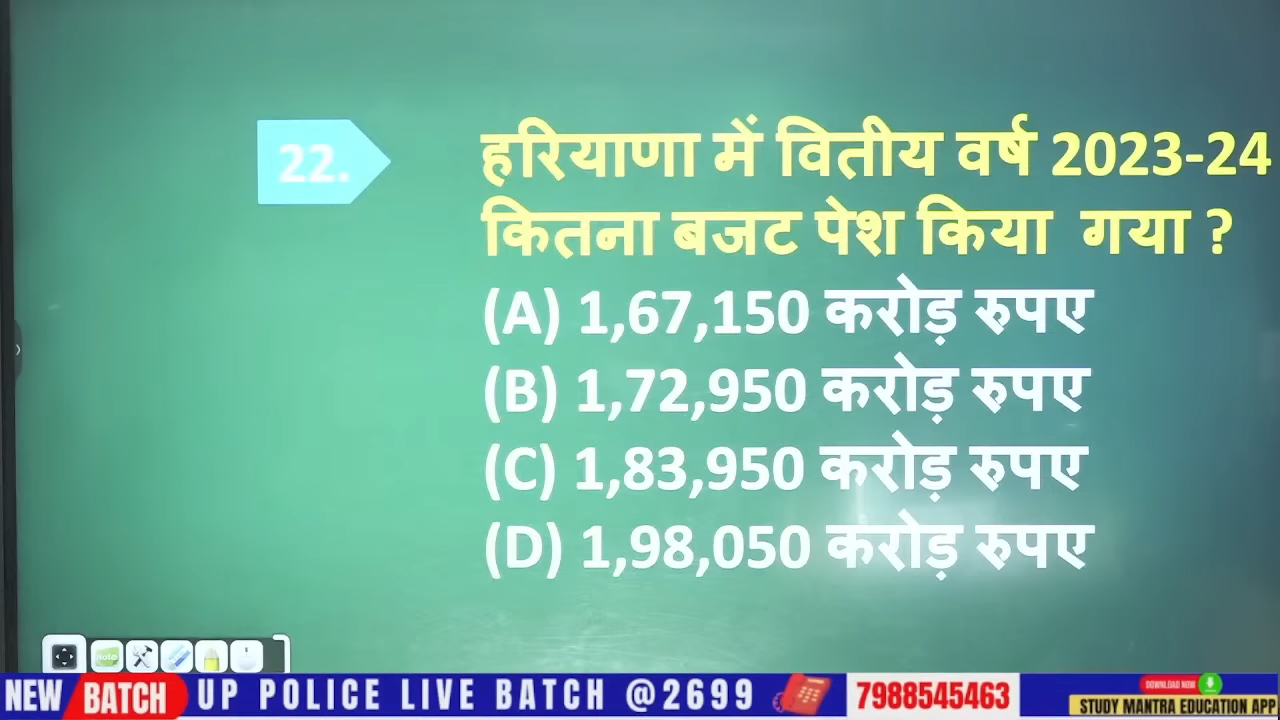 22.
हरियाणा में वितीय वर्ष 2023-24
कितना बजट पेश किया गया ?
(A) 1,67,150 करोड़ रुपए
(B) 1,72,950 करोड़ रुपए
(C) 1,83,950 करोड़ रुपए
(D) 1,98,050 करोड़ रुपए
note
NEW BATCH UP POLICE LIVE BATCH @2699 7988545463
DOWNLOAD NOW
STUDY MANTRA EDUCATION APP